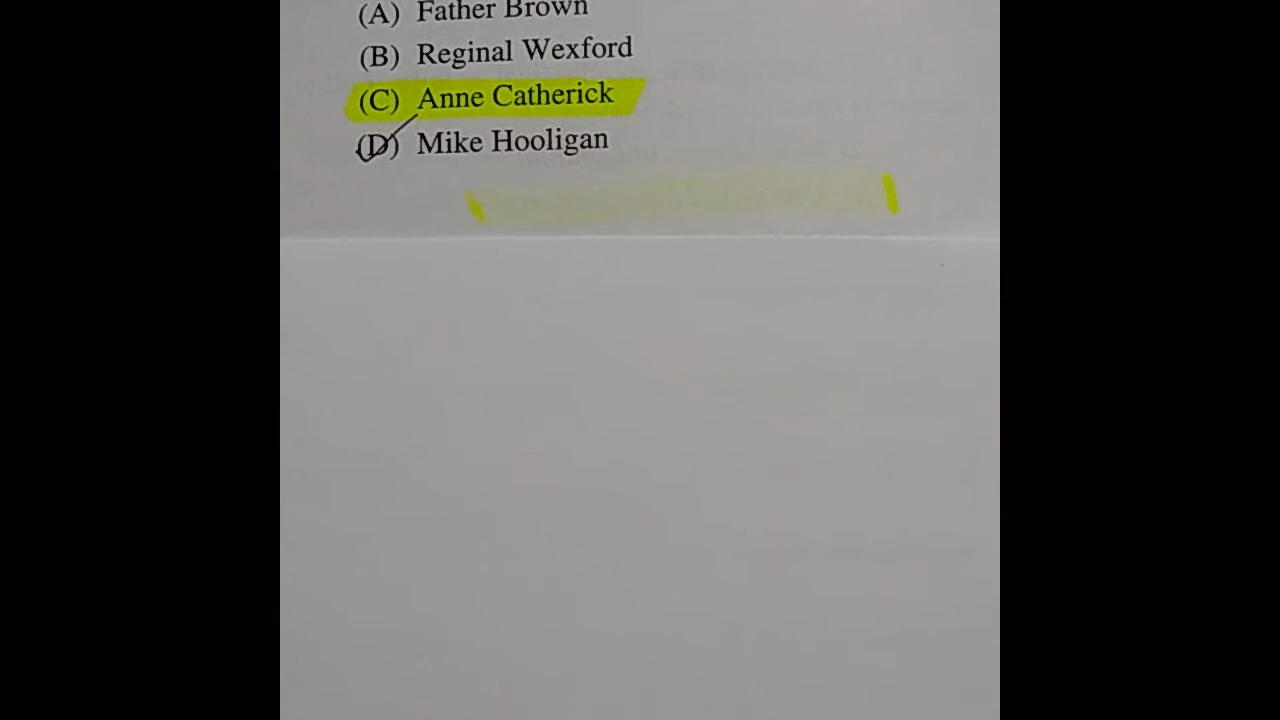 (A) Father Brown
(B) Reginal Wexford
(C) Anne Catherick
(D) Mike Hooligan